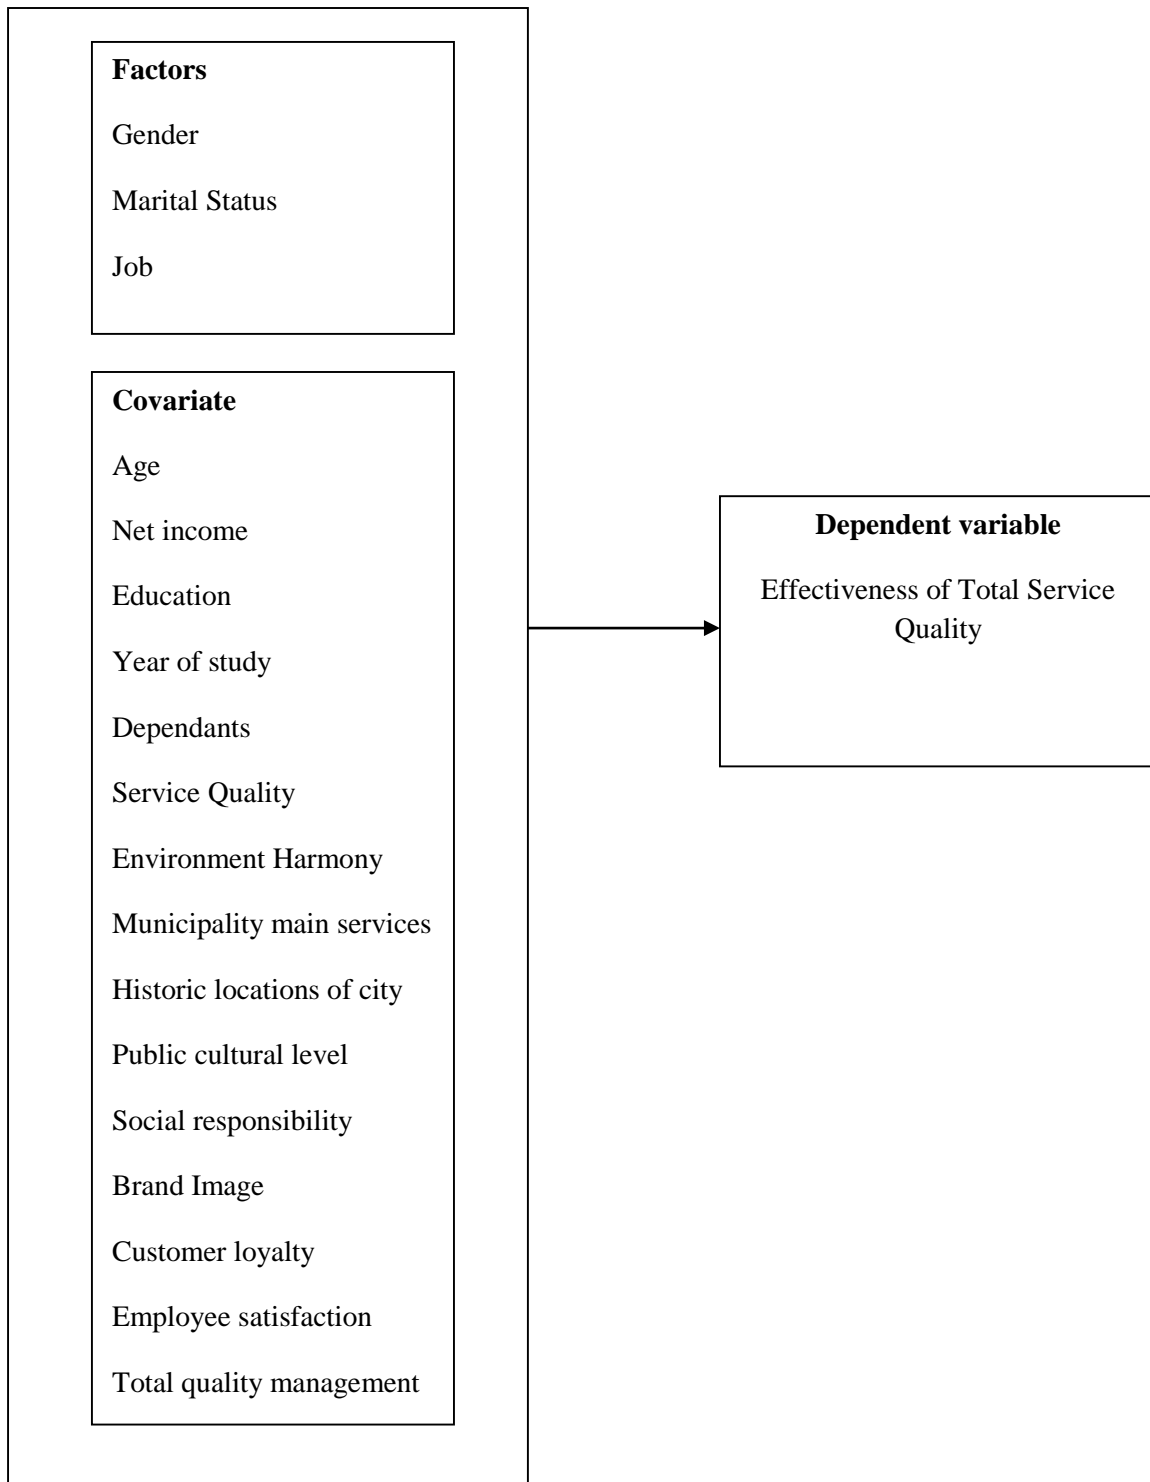 Factors
Gender
Marital Status
Job
Covariate
Age
Net income
Education
Year of study
Dependants
Service Quality
Environment Harmony
Municipality main services
Historic locations of city
Public cultural level
Social responsibility
Brand Image
Customer loyalty
Employee satisfaction
Total quality management
Dependent variable
Effectiveness of Total Service
Quality